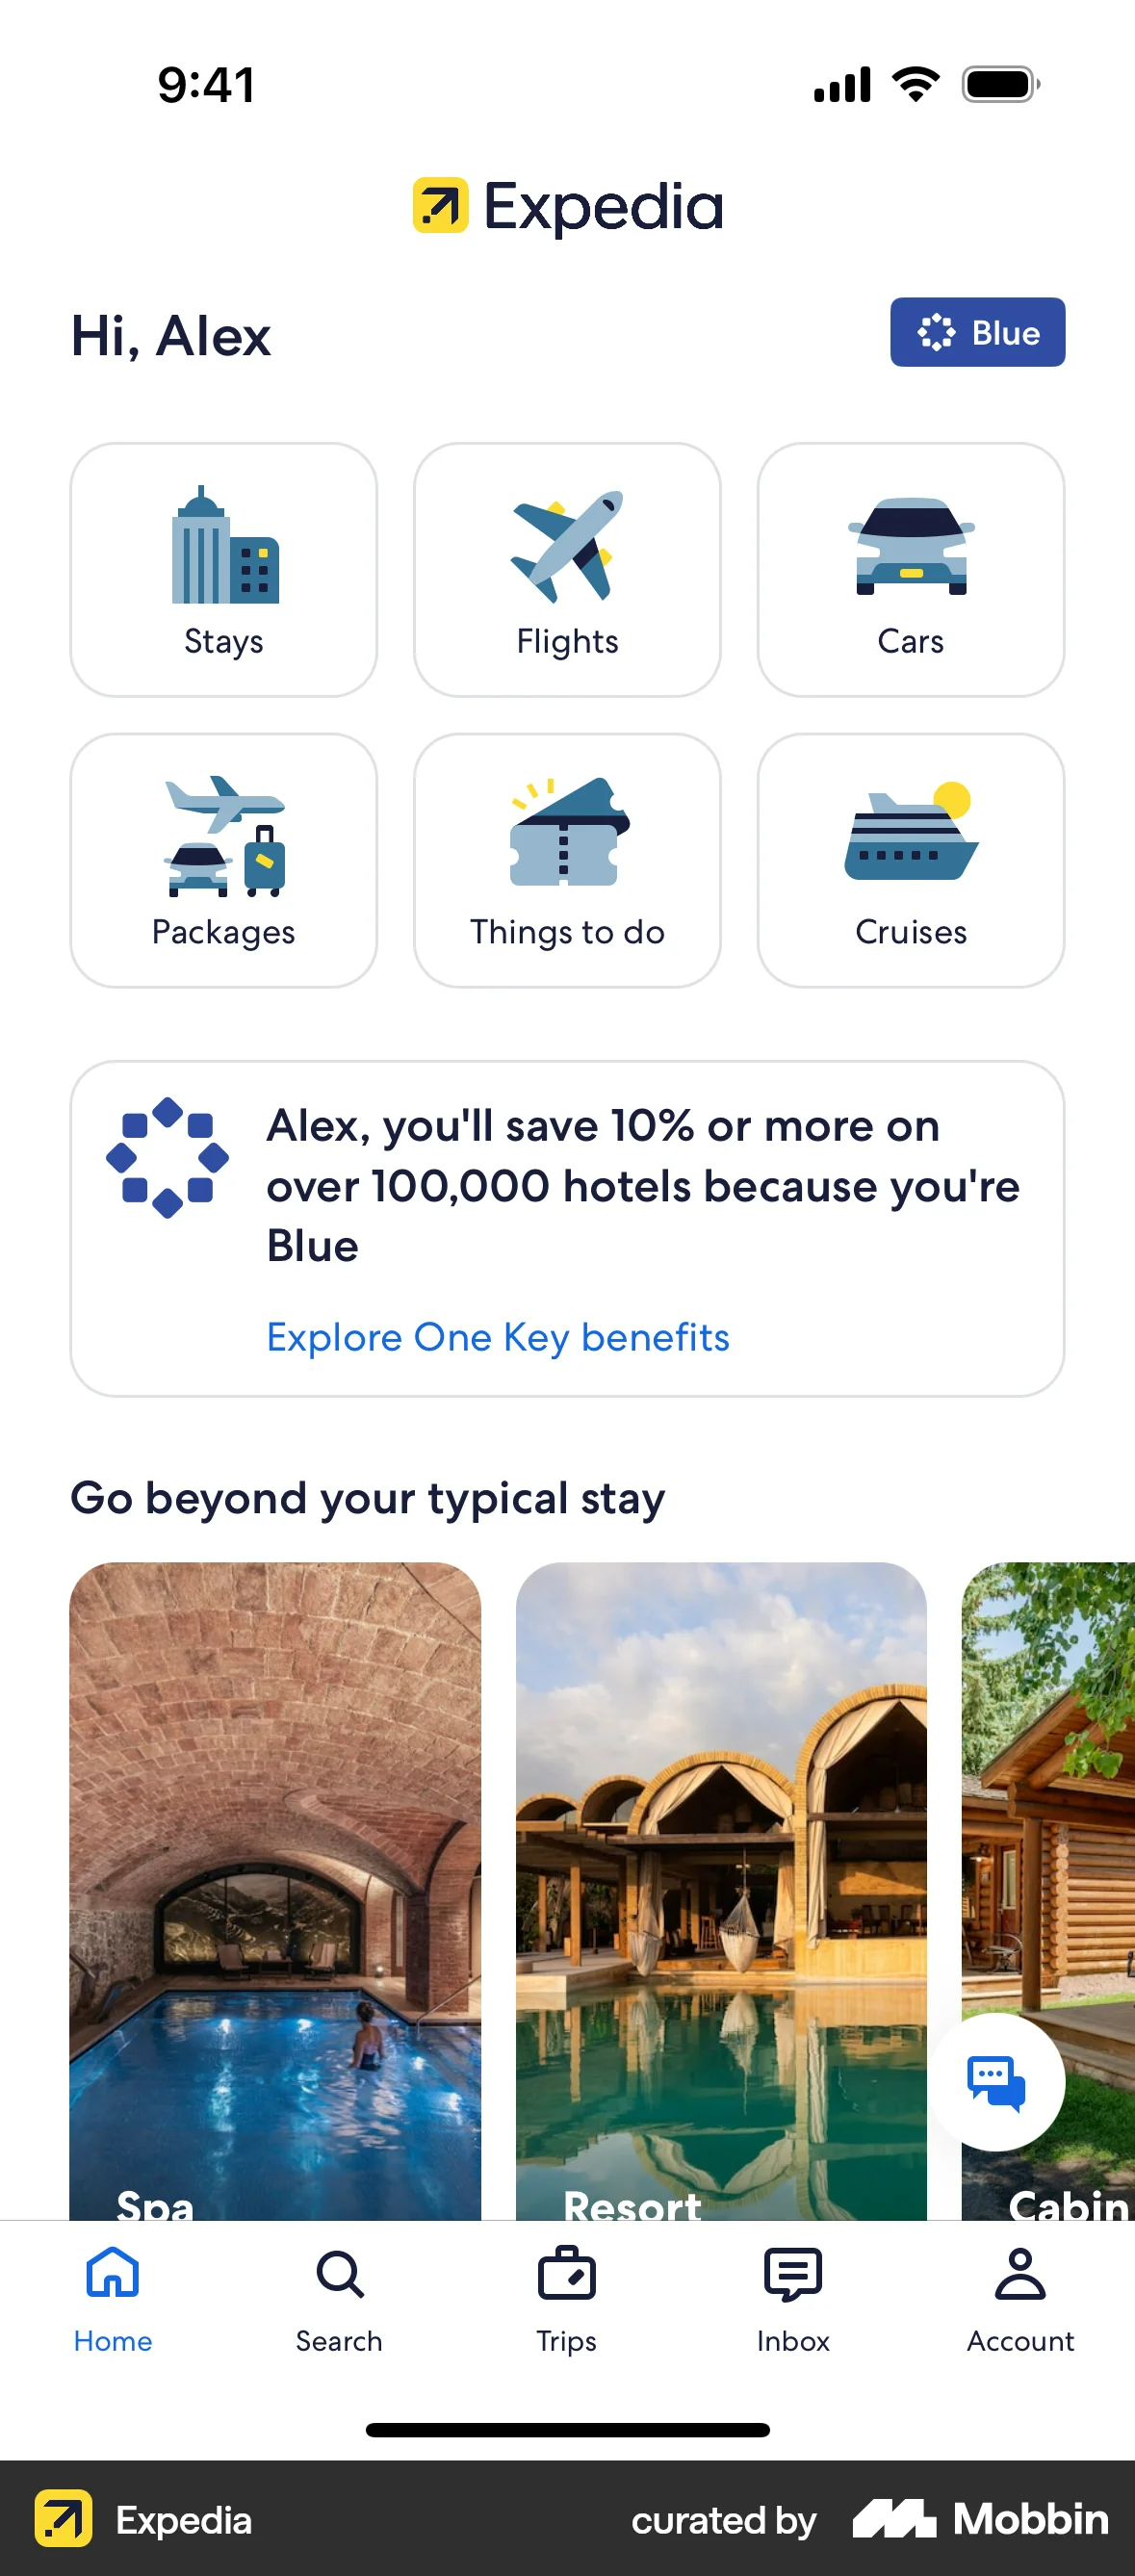 9:41
Expedia
Hi, Alex
Blue
Stays
Flights
Cars
Packages
Things to do
Cruises
Alex, you'll save 10% or more on
over 100,000 hotels because you're
Blue
Explore One Key benefits
Go beyond your typical stay
Spa
Resort
Cabin
Home
Search
Trips
Inbox
Account
Expedia
curated by Mobbin